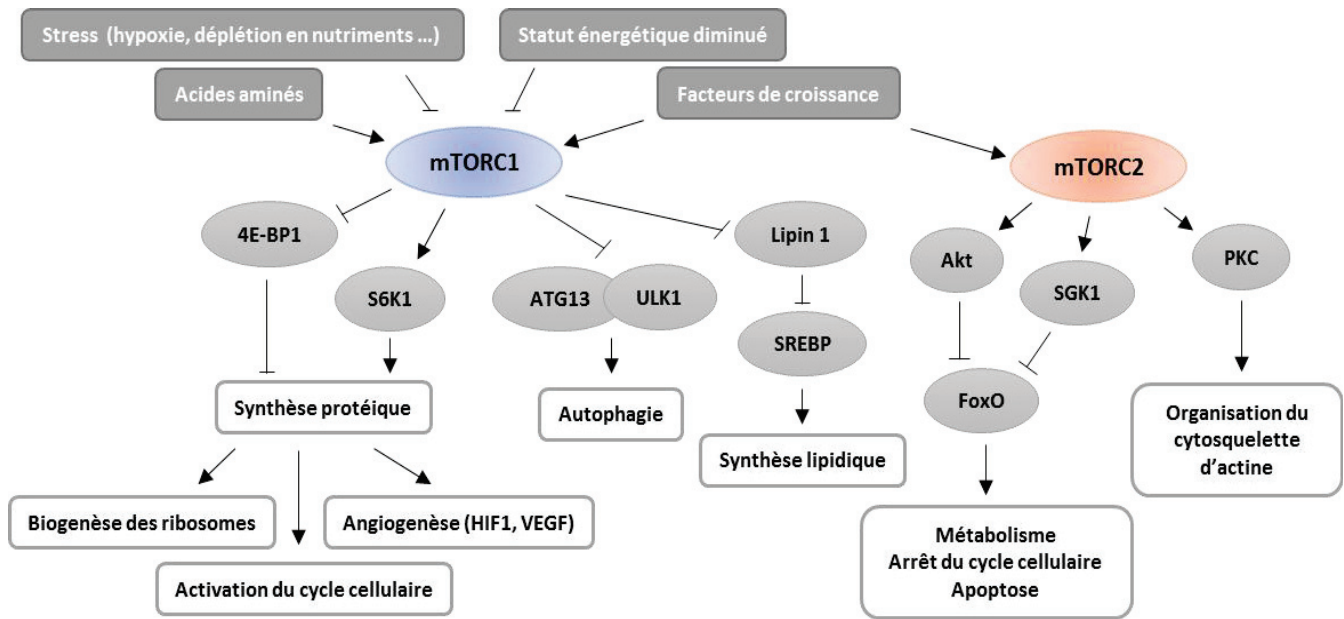 Stress (hypoxie, déplétion en nutriments ...)
Statut énergétique diminué
Acides aminés
Facteurs de croissance
mTORC1
mTORC2
4E-BP1
Lipin 1
Akt
PKC
S6K1
ATG13
ULK1
SGK1
SREBP
Synthèse protéique
Autophagie
FoxO
Organisation du
cytosquelette
d'actine
Synthèse lipidique
Biogenèse des ribosomes
Angiogenèse (HIF1, VEGF)
Activation du cycle cellulaire
Métabolisme
Arrêt du cycle cellulaire
Apoptose